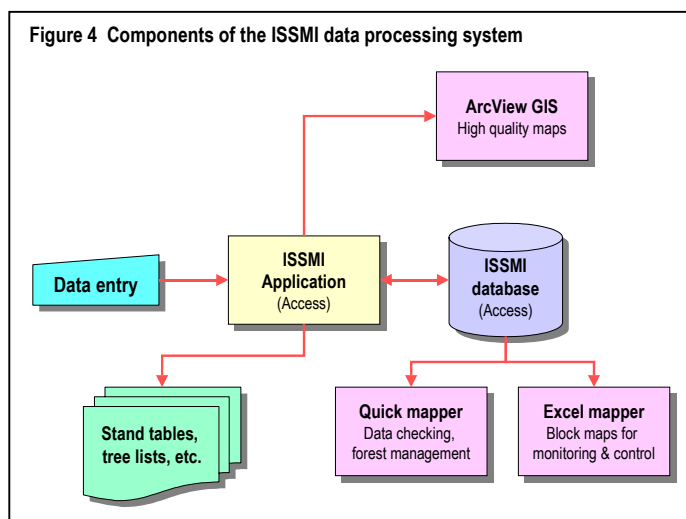 Figure 4 Components of the ISSMI data processing system
ArcView GIS
High quality maps
Data entry
ISSMI
Application
(Access)
ISSMI
database
(Access)
Stand tables,
tree lists, etc.
Quick mapper
Data checking,
forest management
Excel mapper
Block maps for
monitoring & control